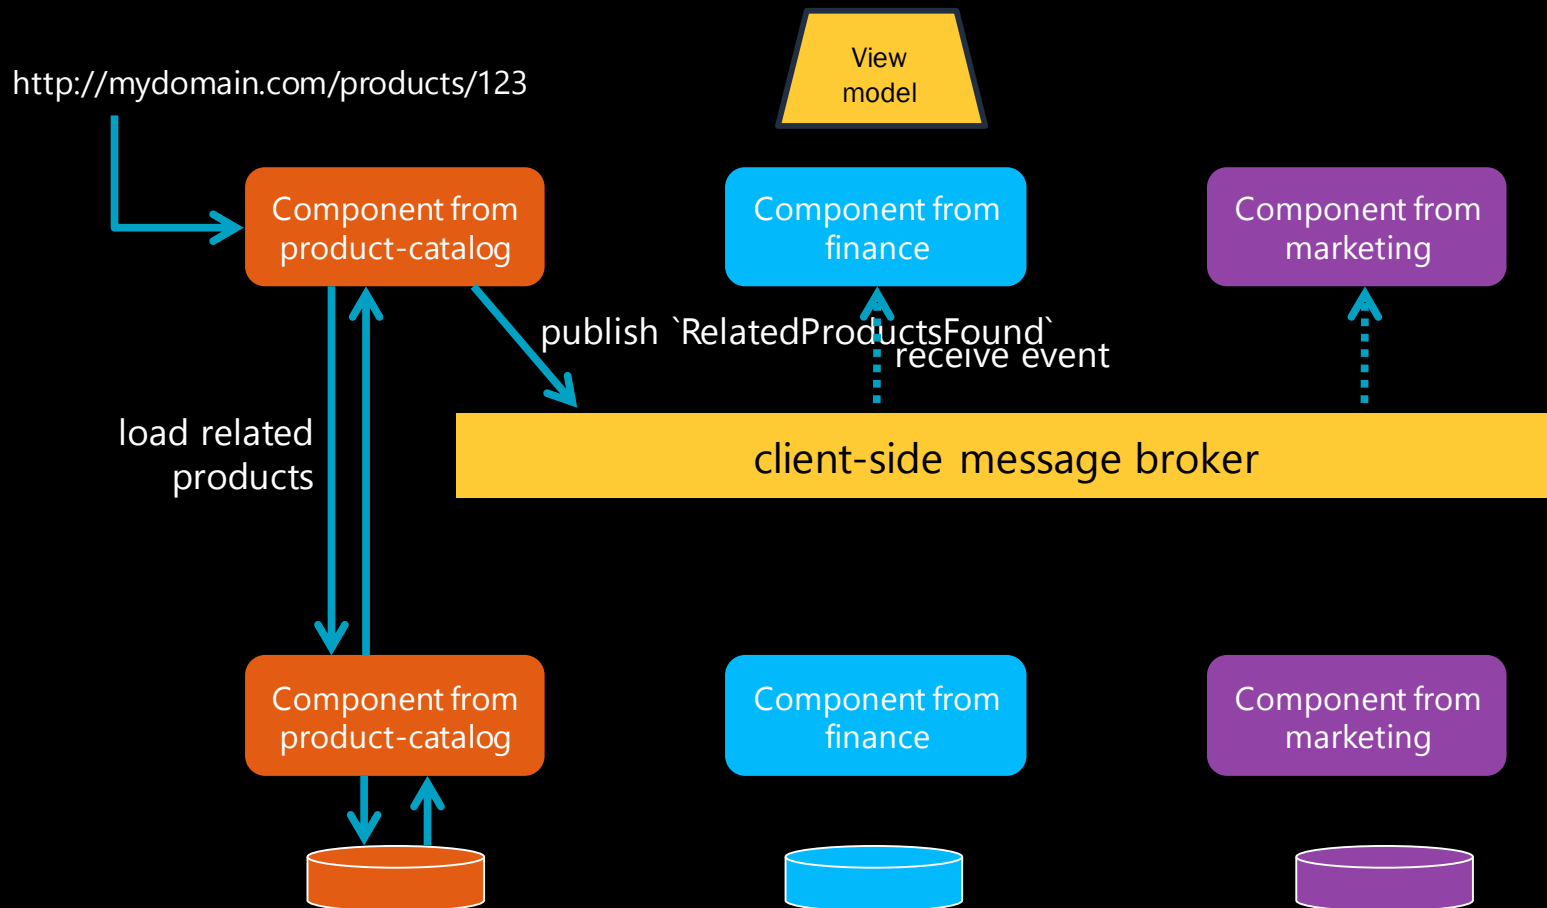 View
model
http://mydomain.com/products/123
Component from
product-catalog
Component from
finance
Component from
marketing
publish `RelatedProductsFound`
receive event
load related
products
client-side message broker
Component from
product-catalog
Component from
finance
Component from
marketing